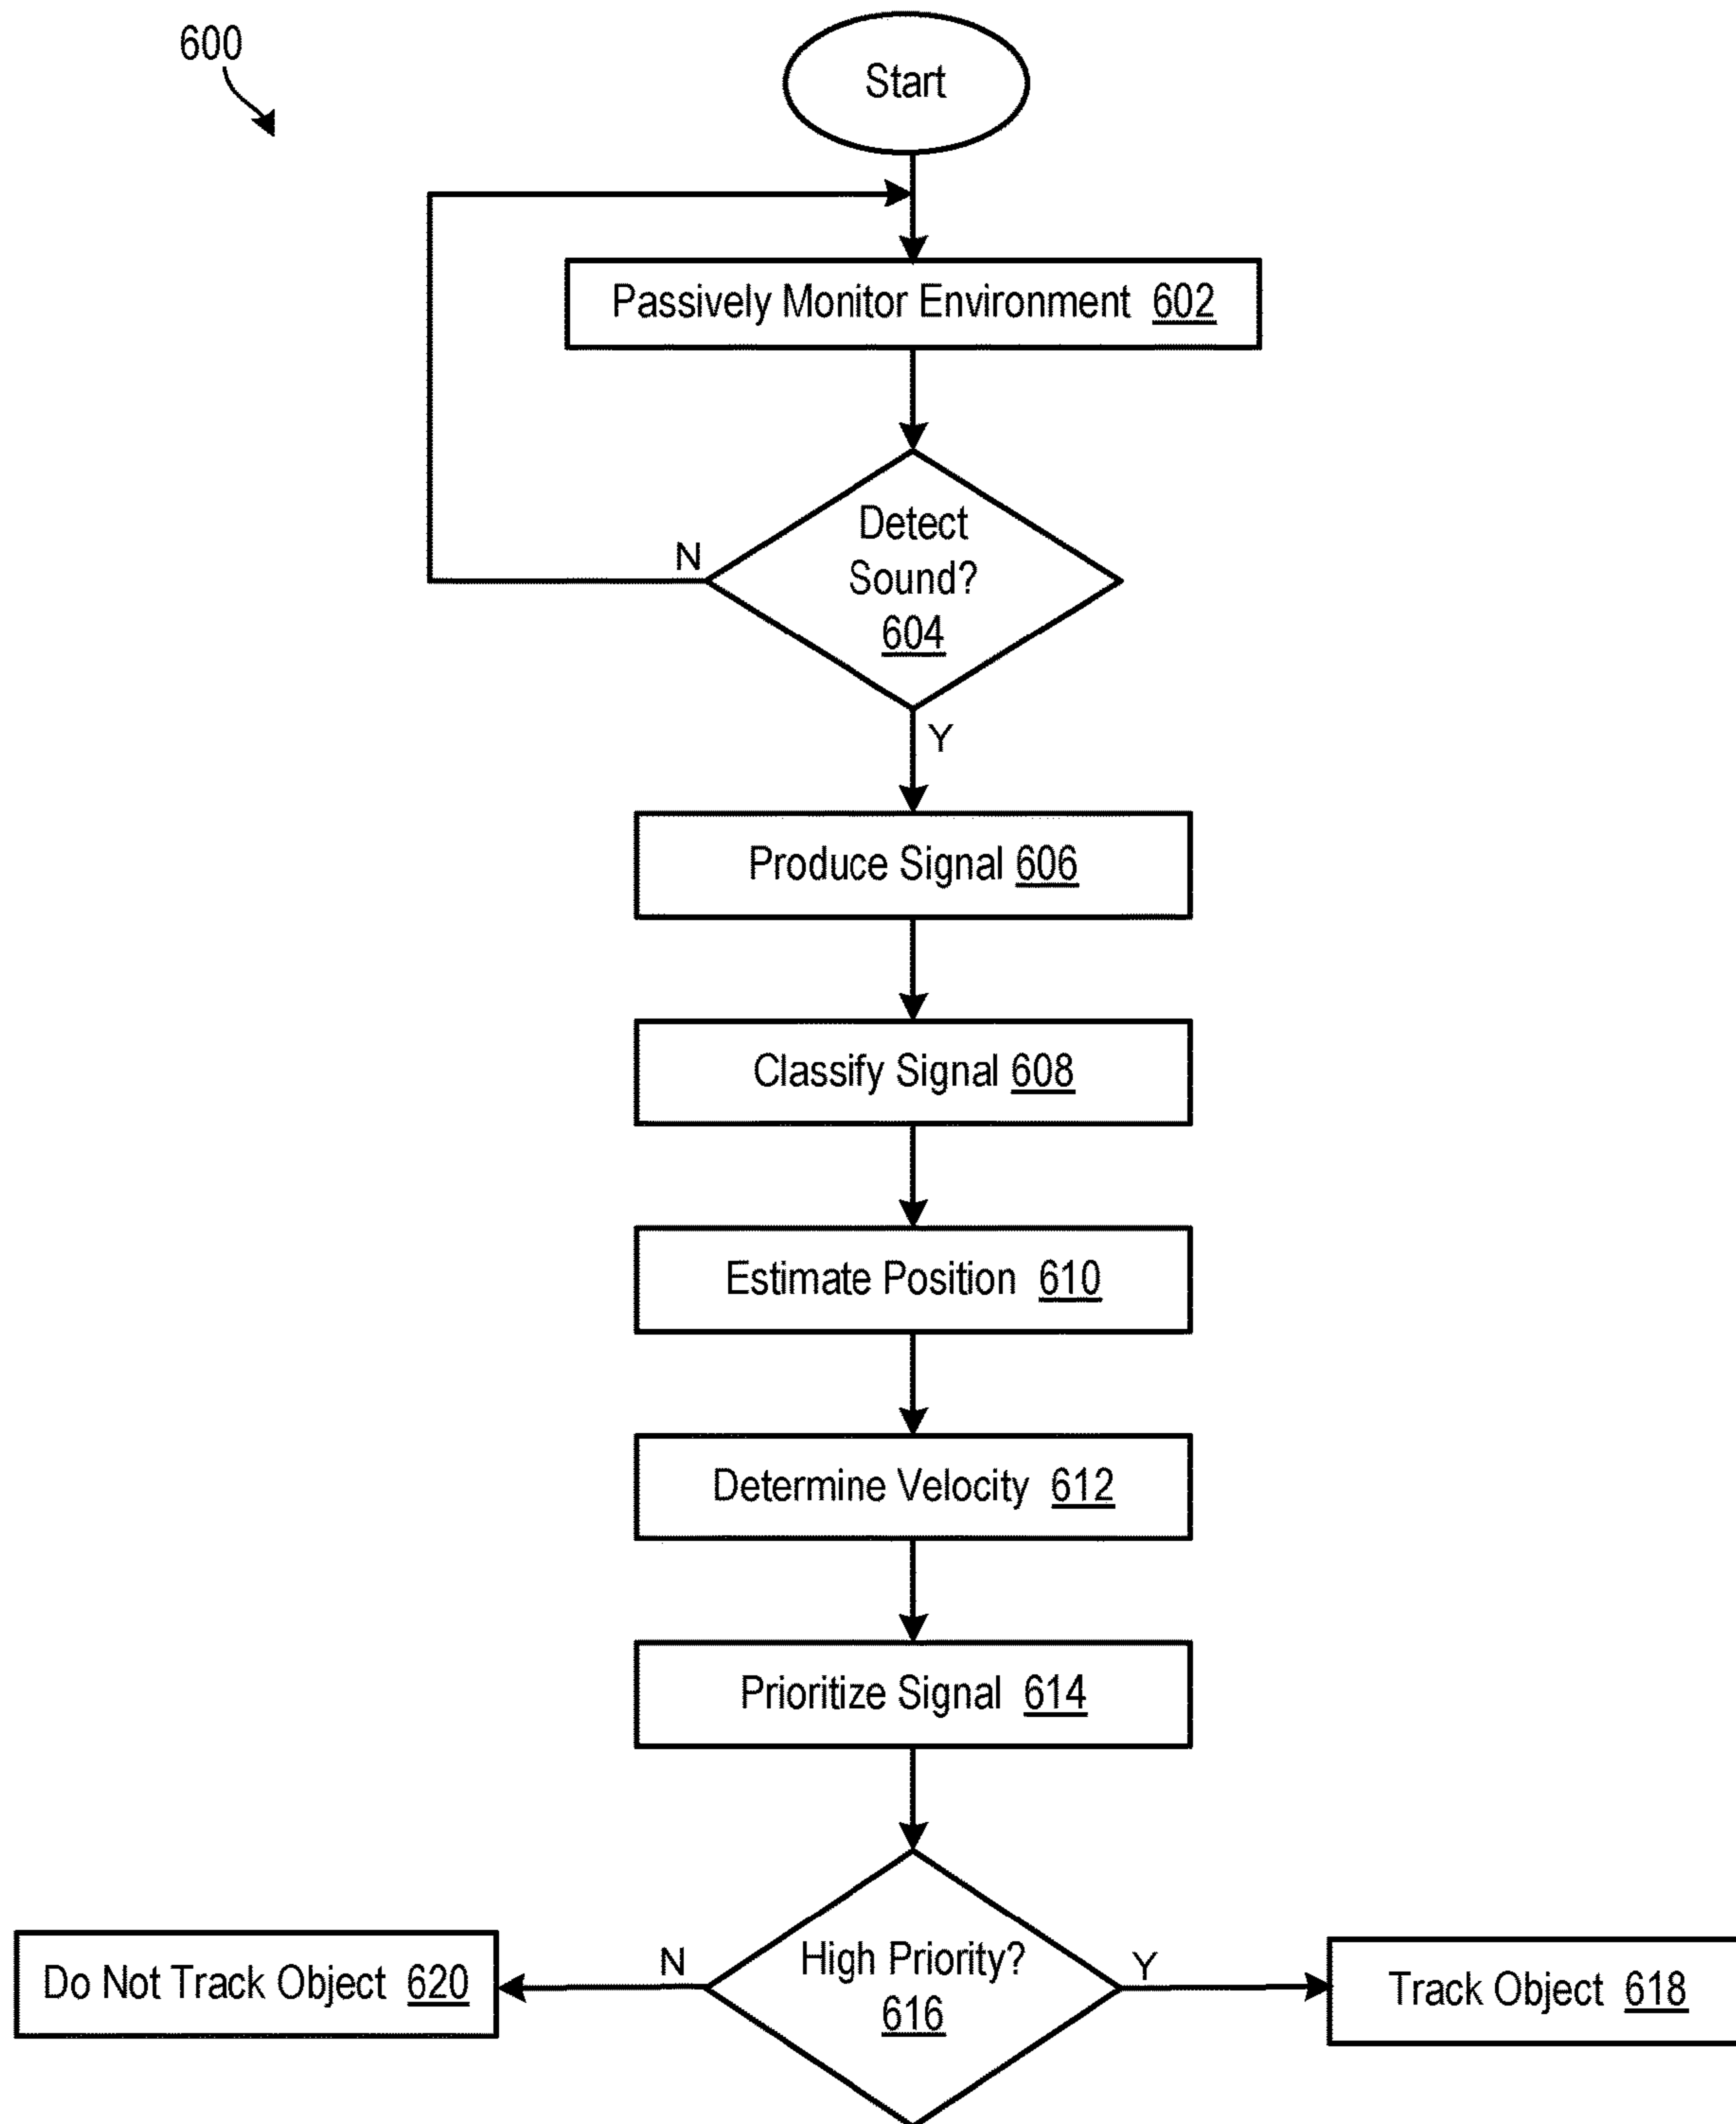 600
Start
Passively Monitor Environment 602
Detect
Sound?
604
N
Y
Produce Signal 606
Classify Signal 608
Estimate Position 610
Determine Velocity 612
Prioritize Signal 614
High Priority?
616
N
Y
Do Not Track Object 620
Track Object 618